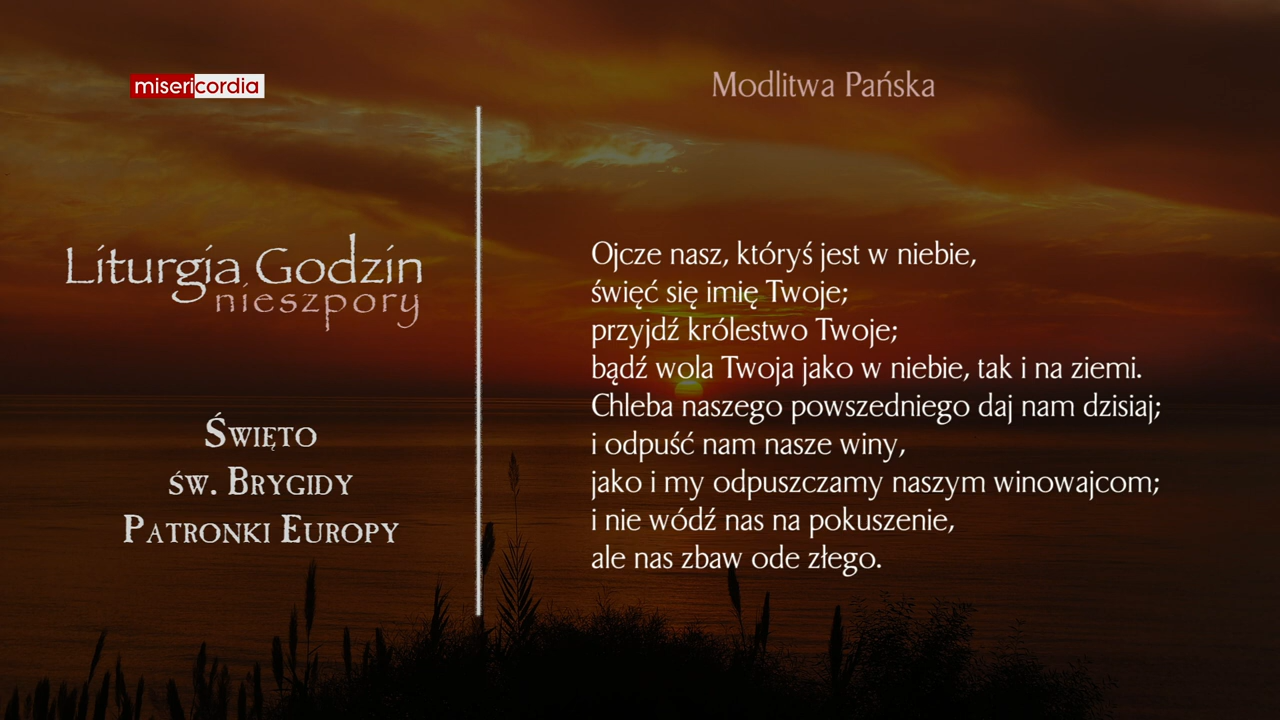 misericordia
Liturgia Godzin
nieszpory
Święto
św. Brygidy
Patronki Europy
Modlitwa Pańska
Ojcze nasz, któryś jest w niebie,
święć się imię Twoje;
przyjdź królestwo Twoje;
bądź wola Twoja jako w niebie, tak i na ziemi.
Chleba naszego powszedniego daj nam dzisiaj;
i odpuść nam nasze winy,
jako i my odpuszczamy naszym winowajcom;
i nie wódź nas na pokuszenie,
ale nas zbaw ode złego.